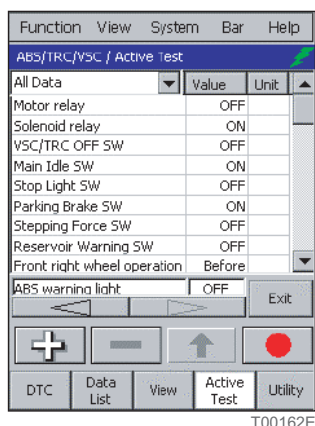 Function View System Bar Help
ABS/TRC/VSC / Active Test
All Data Value Unit
Motor relay OFF
Solenoid relay ON
VSC/TRC OFF SW OFF
Main Idle SW ON
Stop Light SW OFF
Parking Brake SW ON
Stepping Force SW OFF
Reservoir Warning SW OFF
Front right wheel operation Before
ABS warning light OFF
Exit
DTC Data List View Active Test Utility
T00162E